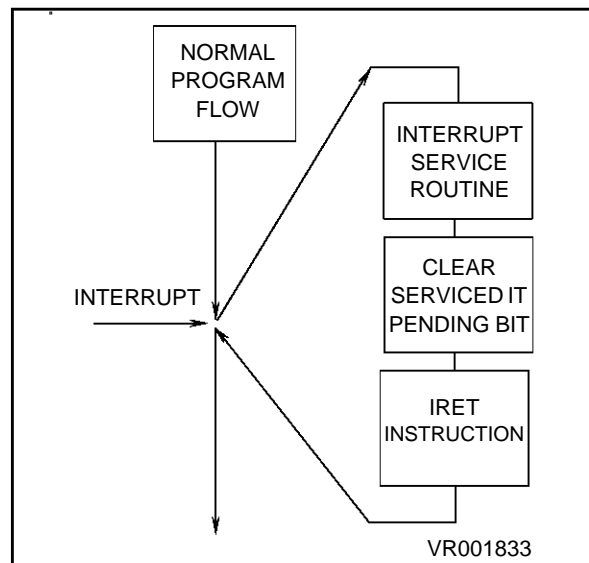 NORMAL
PROGRAM
FLOW
INTERRUPT
SERVICE
ROUTINE
CLEAR
SERVICED IT
PENDING BIT
INTERRUPT
IRET
INSTRUCTION
VR001833